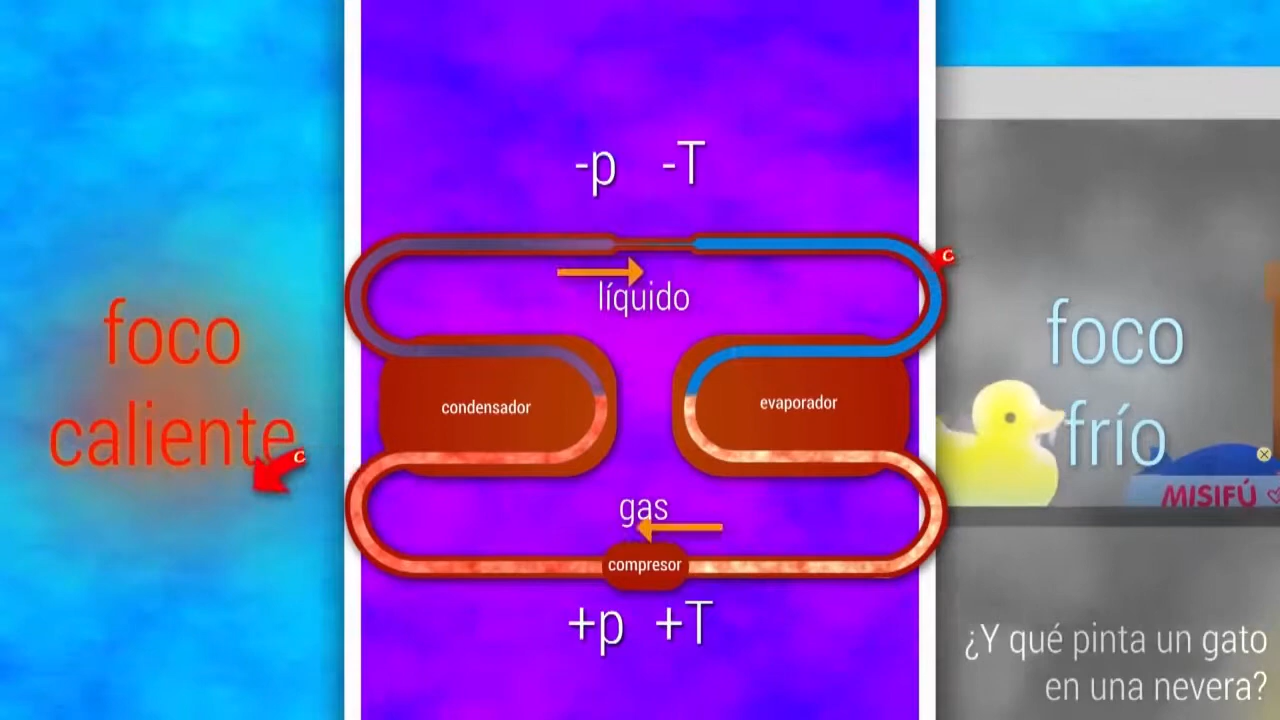 -p -T
líquido
foco
caliente
c
condensador
evaporador
c
foco
frío
MISIFÚ
gas
compresor
+p +T
¿Y qué pinta un gato
en una nevera?